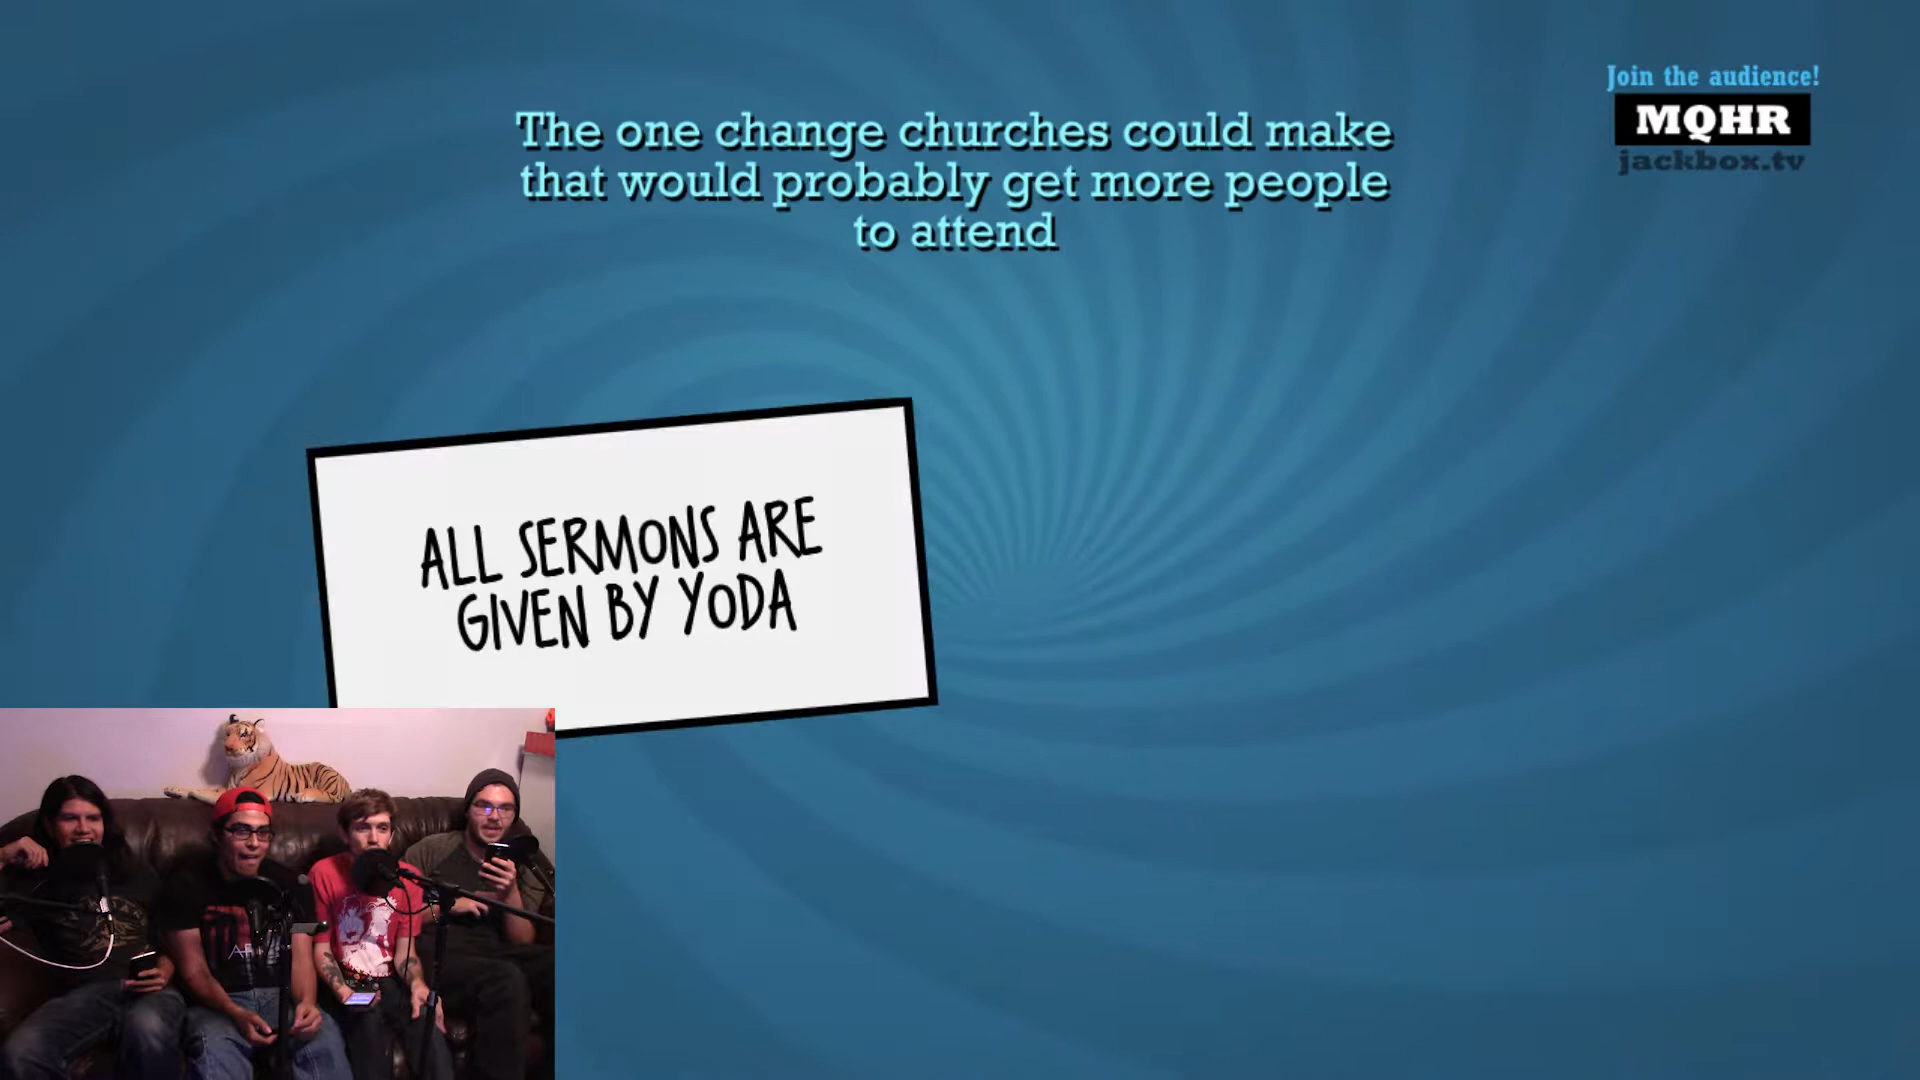 Join the audience!
MQHR
jackbox.tv
The one change churches could make
that would probably get more people
to attend
ALL SERMONS ARE
GIVEN BY YODA